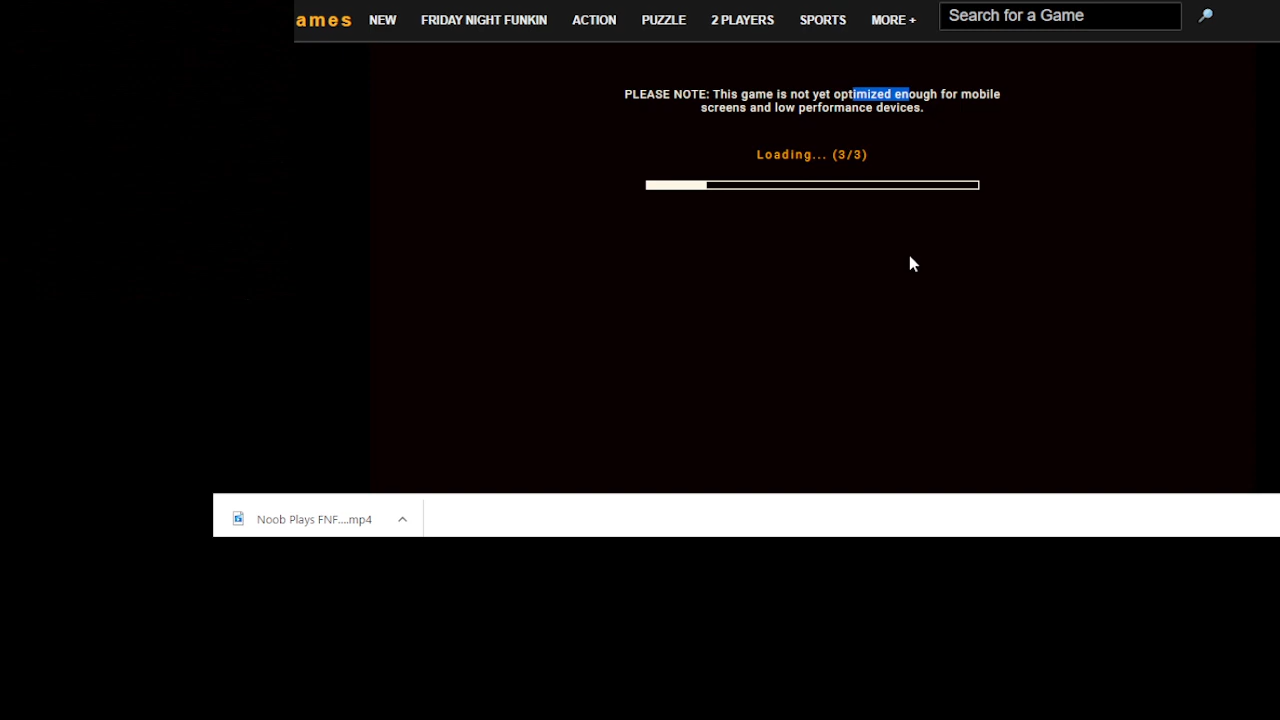 ames NEW FRIDAY NIGHT FUNKIN ACTION PUZZLE 2 PLAYERS SPORTS MORE + Search for a Game
PLEASE NOTE: This game is not yet optimized enough for mobile
screens and low performance devices.
Loading... (3/3)
Noob Plays FNF....mp4